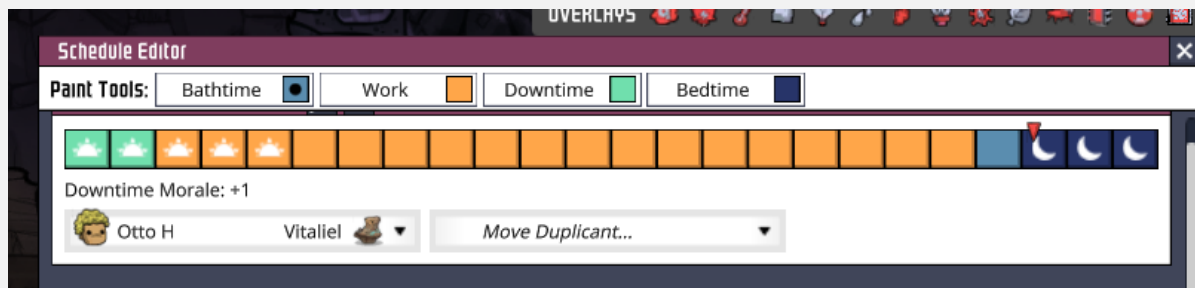 OVERLAYS
Schedule Editor
Paint Tools: Bathtime Work Downtime Bedtime
Downtime Morale: +1
Otto H Vitaliel Move Duplicant...